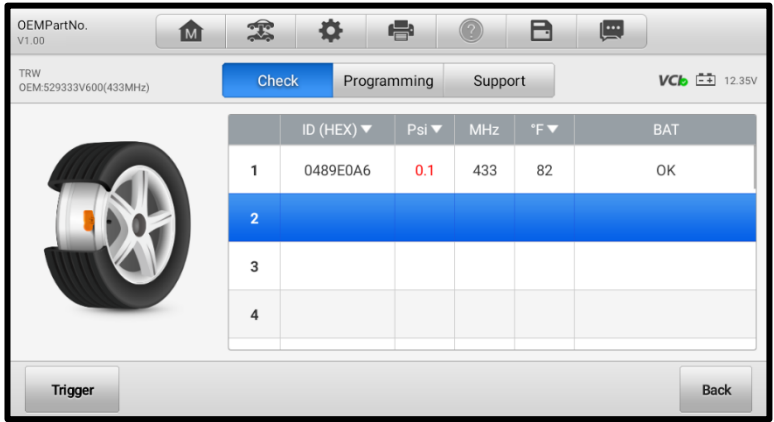 OEMPartNo.
V1.00
M
TRW
OEM:529333V600(433MHz)
Check Programming Support
VCI 12.35V
ID (HEX) ▼ Psi ▼ MHz °F ▼ BAT
1 0489E0A6 0.1 433 82 OK
2
3
4
Trigger Back